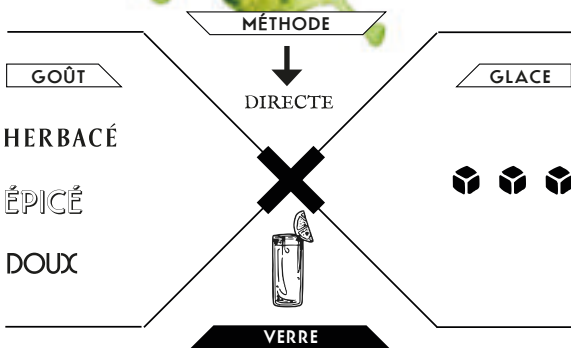 MÉTHODE
DIRECTE
GOÛT
HERBACÉ
ÉPICÉ
DOUX
GLACE
VERRE